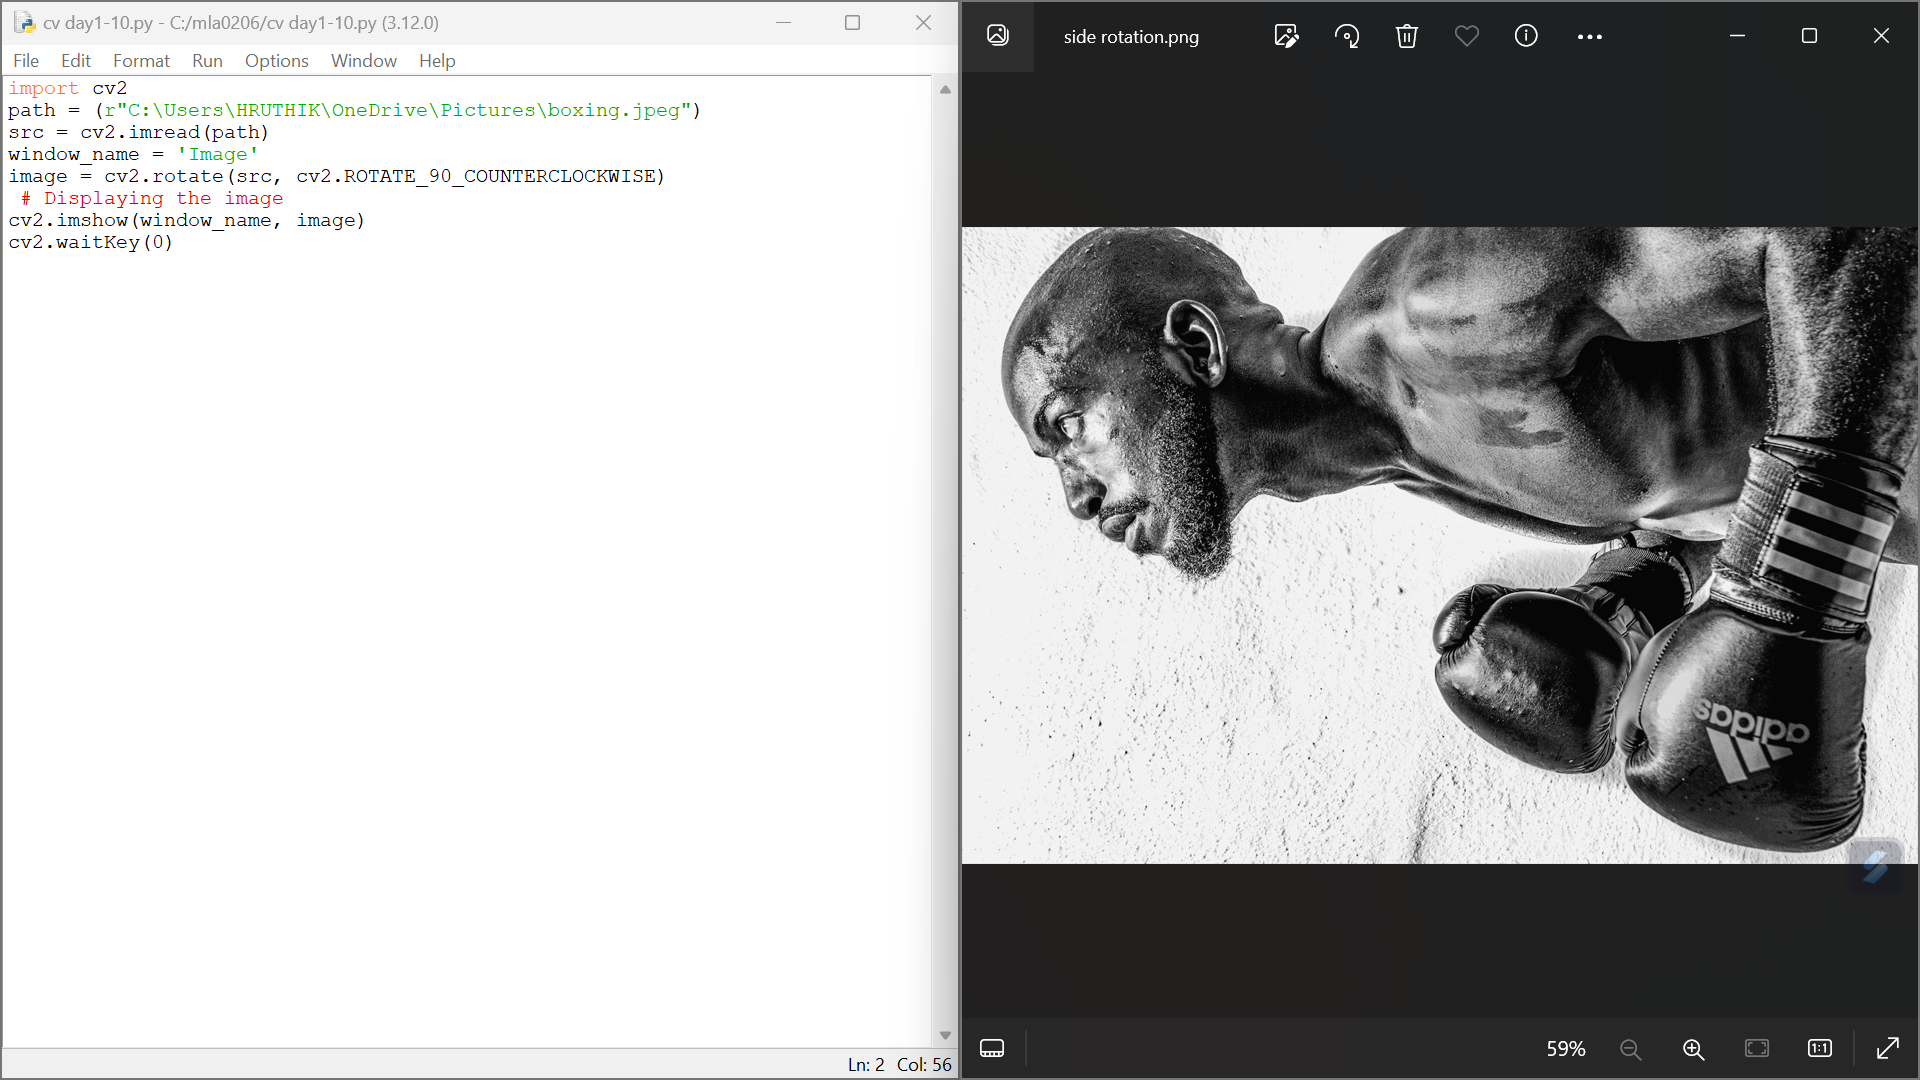 cv day1-10.py - C:/mla0206/cv day1-10.py (3.12.0)
File Edit Format Run Options Window Help
import cv2
path = (r"C:\Users\HRUTHIK\OneDrive\Pictures\boxing.jpeg")
src = cv2.imread(path)
window_name = 'Image'
image = cv2.rotate(src, cv2.ROTATE_90_COUNTERCLOCKWISE)
 # Displaying the image
cv2.imshow(window_name, image)
cv2.waitKey(0)
Ln: 2 Col: 56
side rotation.png
adidas
59%
1:1